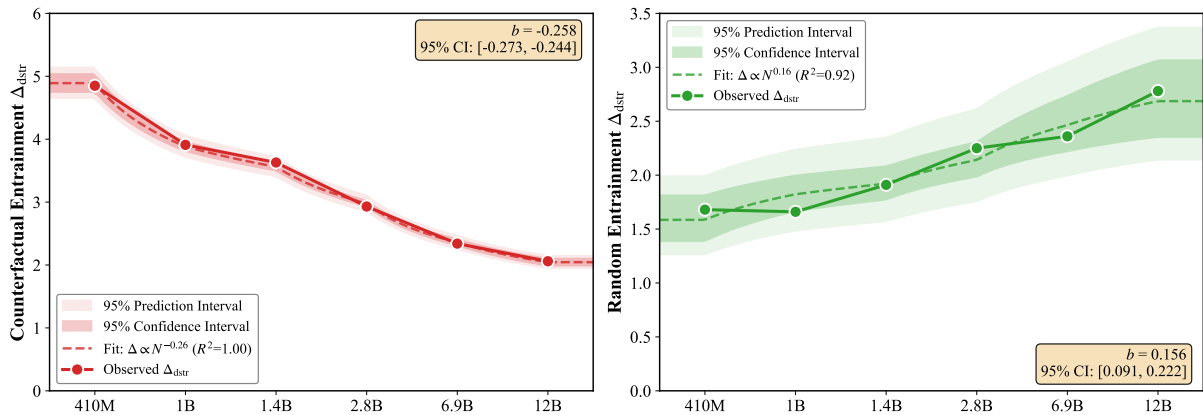 Counterfactual Entrainment Δdstr
6
5
4
3
2
1
0
b = -0.258
95% CI: [-0.273, -0.244]
95% Prediction Interval
95% Confidence Interval
Fit: Δ∝N^−0.26 (R²=1.00)
Observed Δdstr
410M 1B 1.4B 2.8B 6.9B 12B
Random Entrainment Δdstr
3.5
3.0
2.5
2.0
1.5
1.0
0.5
0.0
95% Prediction Interval
95% Confidence Interval
Fit: Δ∝N^0.16 (R²=0.92)
Observed Δdstr
b = 0.156
95% CI: [0.091, 0.222]
410M 1B 1.4B 2.8B 6.9B 12B